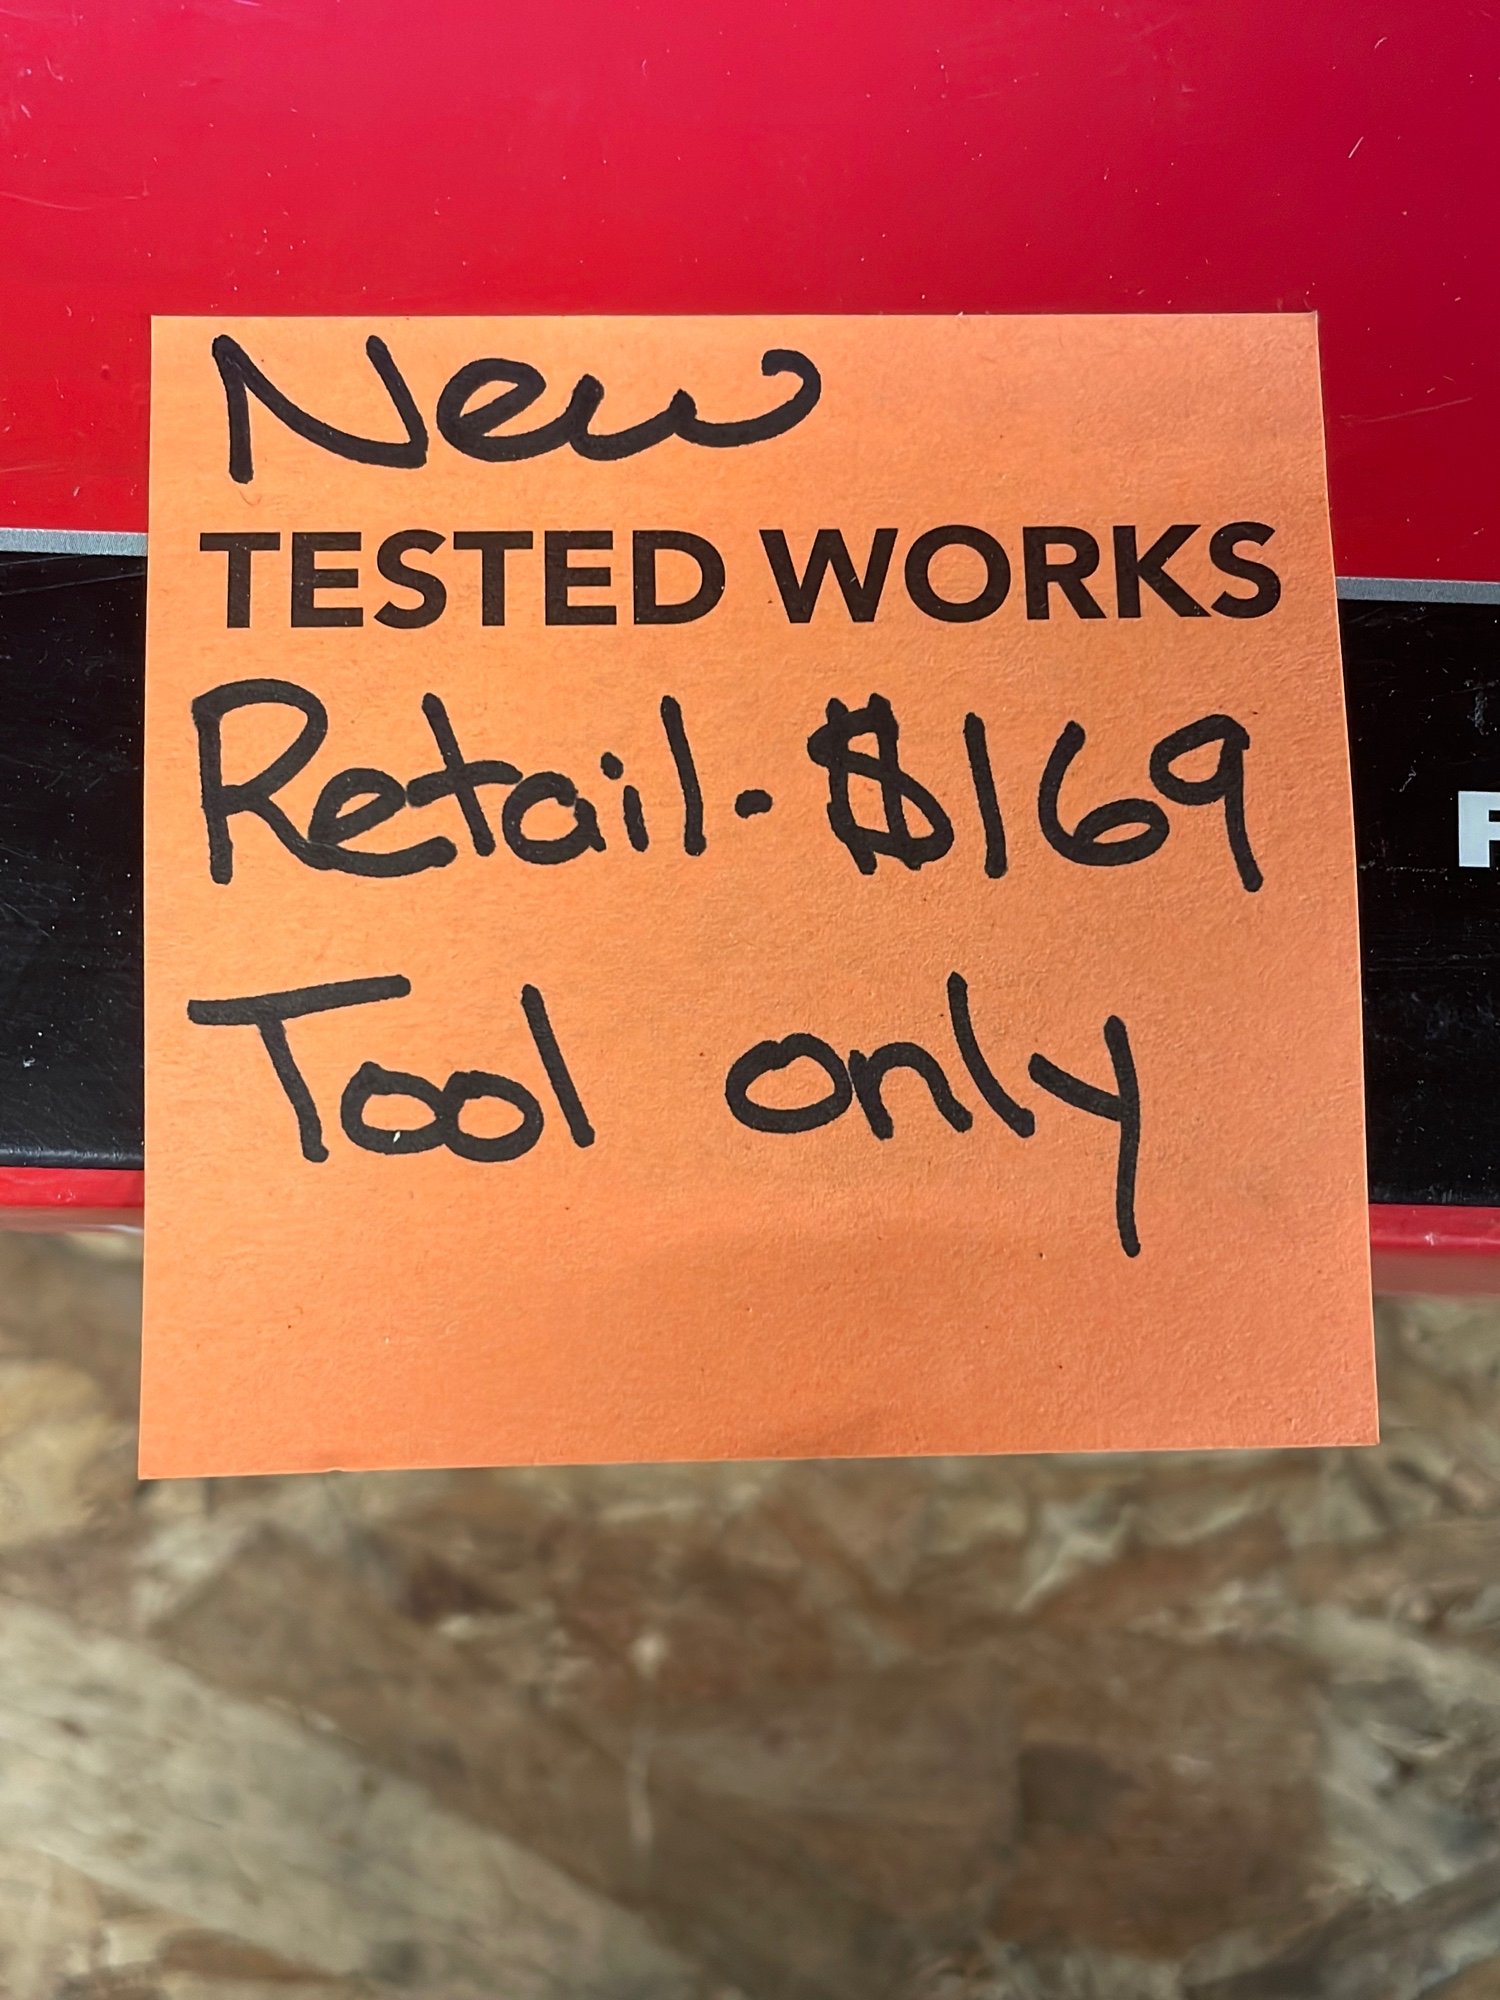 New
TESTED WORKS
Retail. $169
Tool only